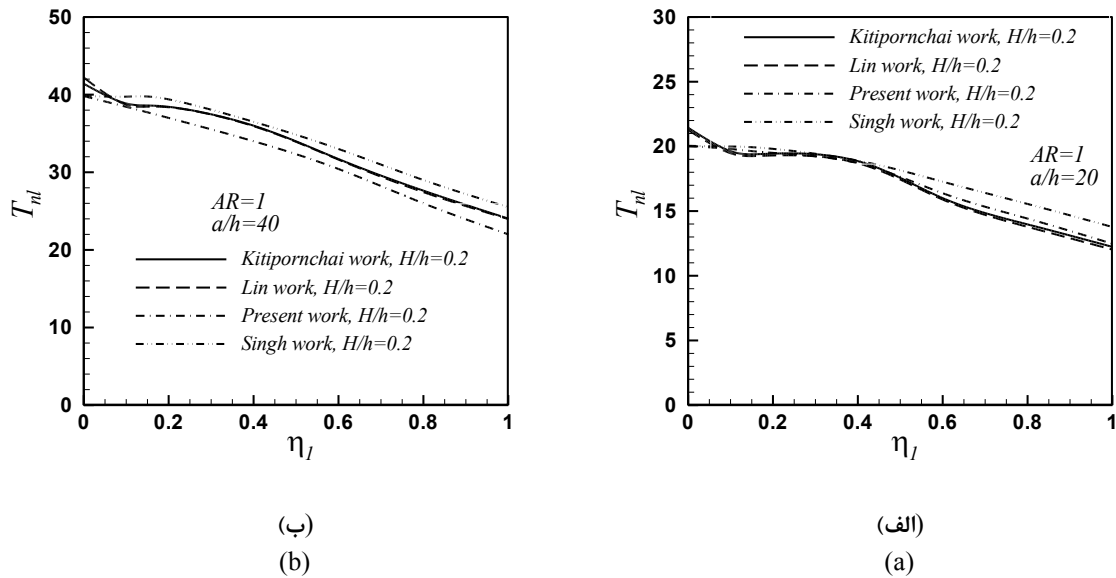 50
40
30
20
10
0
T_nl
0
0.2
0.4
0.6
0.8
1
η_1
AR=1
a/h=40
Kitipornchai work, H/h=0.2
Lin work, H/h=0.2
Present work, H/h=0.2
Singh work, H/h=0.2
(ب)
(b)
30
25
20
15
10
5
0
T_nl
0
0.2
0.4
0.6
0.8
1
η_1
Kitipornchai work, H/h=0.2
Lin work, H/h=0.2
Present work, H/h=0.2
Singh work, H/h=0.2
AR=1
a/h=20
(الف)
(a)